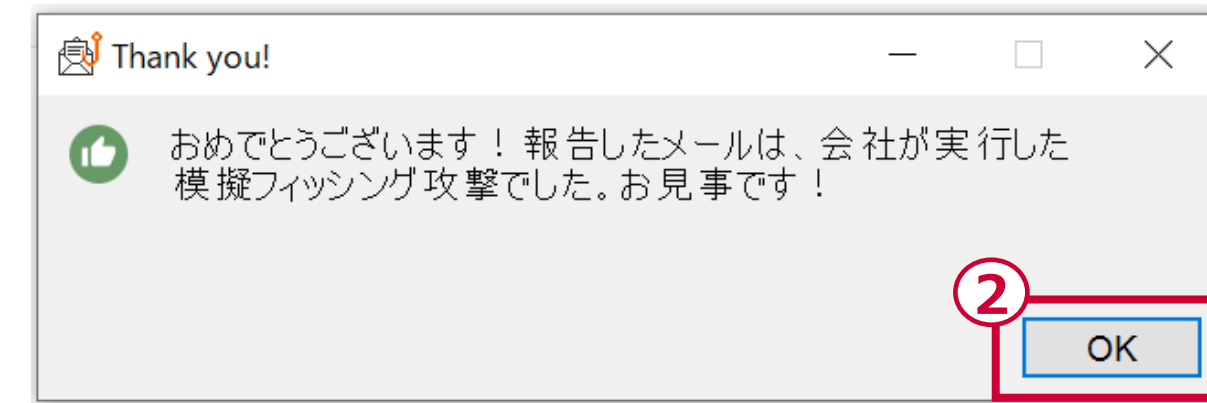 Thank you!
おめでとうございます！報告したメールは、会社が実行した
模擬フィッシング攻撃でした。お見事です！
②
OK